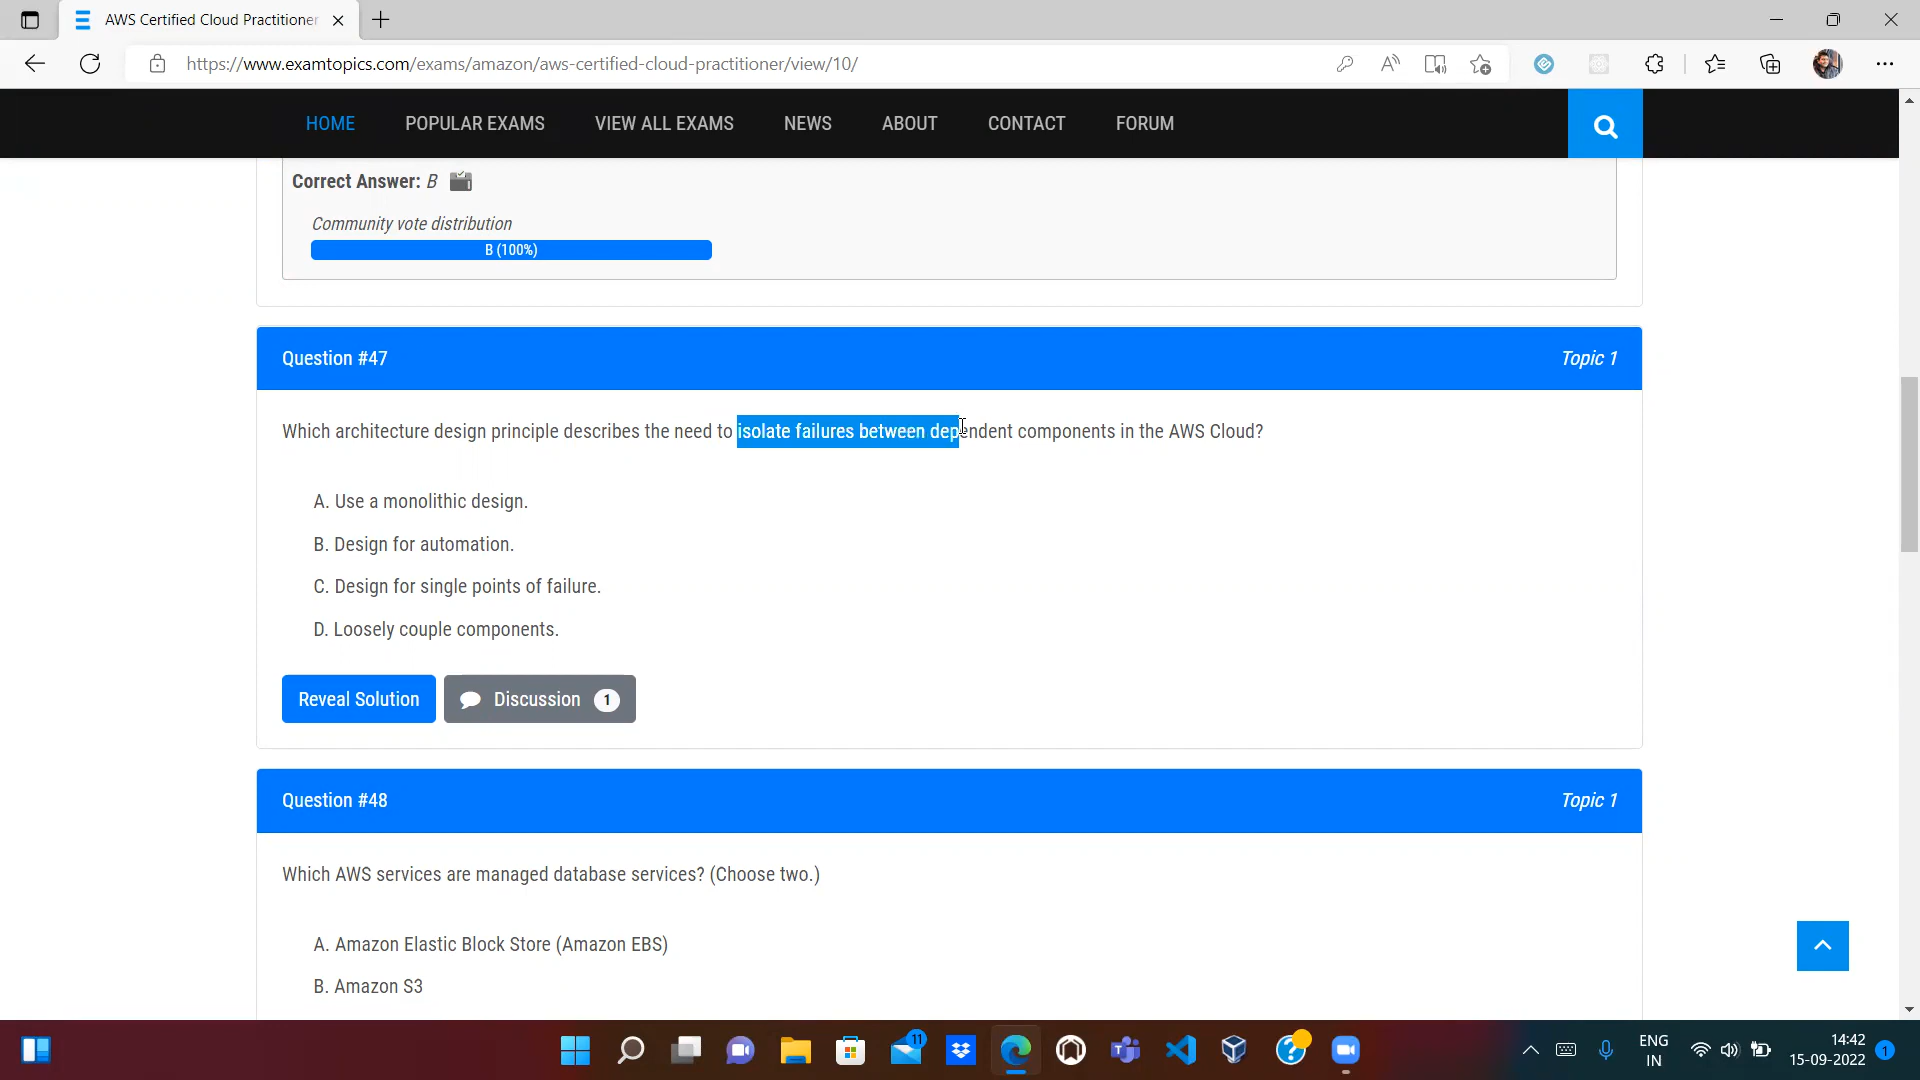 AWS Certified Cloud Practitioner
https://www.examtopics.com/exams/amazon/aws-certified-cloud-practitioner/view/10/
HOME POPULAR EXAMS VIEW ALL EXAMS NEWS ABOUT CONTACT FORUM
Correct Answer: B
Community vote distribution
B (100%)
Question #47 Topic 1
Which architecture design principle describes the need to isolate failures between dependent components in the AWS Cloud?
A. Use a monolithic design.
B. Design for automation.
C. Design for single points of failure.
D. Loosely couple components.
Reveal Solution Discussion 1
Question #48 Topic 1
Which AWS services are managed database services? (Choose two.)
A. Amazon Elastic Block Store (Amazon EBS)
B. Amazon S3
11
ENG
IN
14:42
15-09-2022
1